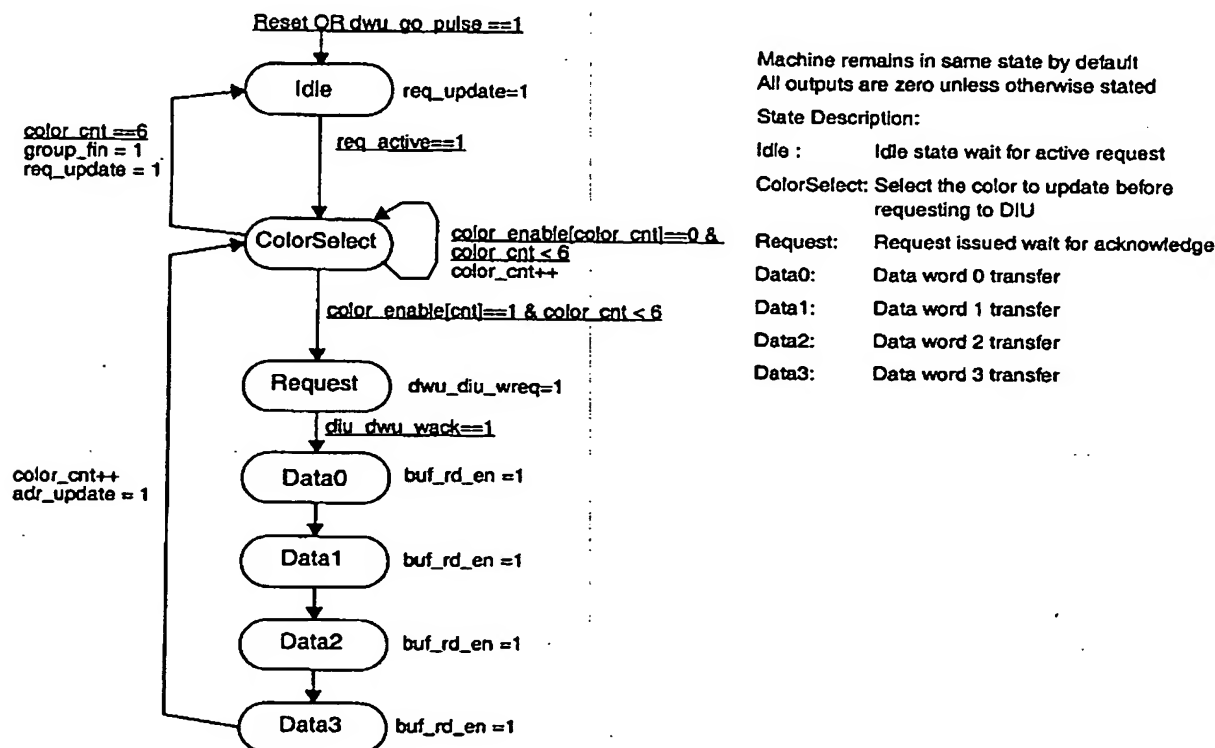 Reset OR dwu_go_pulse ==1
Idle
req_update=1
color_cnt ==6
group_fin = 1
req_update = 1
req_active==1
ColorSelect
color_enable[color_cnt]==0 &
color_cnt < 6
color_cnt++
color_enable[cnt]==1 & color_cnt < 6
Request
dwu_diu_wreq=1
diu_dwu_wack==1
color_cnt++
adr_update = 1
Data0
buf_rd_en =1
Data1
buf_rd_en =1
Data2
buf_rd_en =1
Data3
buf_rd_en =1
Machine remains in same state by default
All outputs are zero unless otherwise stated
State Description:
Idle : Idle state wait for active request
ColorSelect: Select the color to update before
requesting to DIU
Request: Request issued wait for acknowledge
Data0: Data word 0 transfer
Data1: Data word 1 transfer
Data2: Data word 2 transfer
Data3: Data word 3 transfer